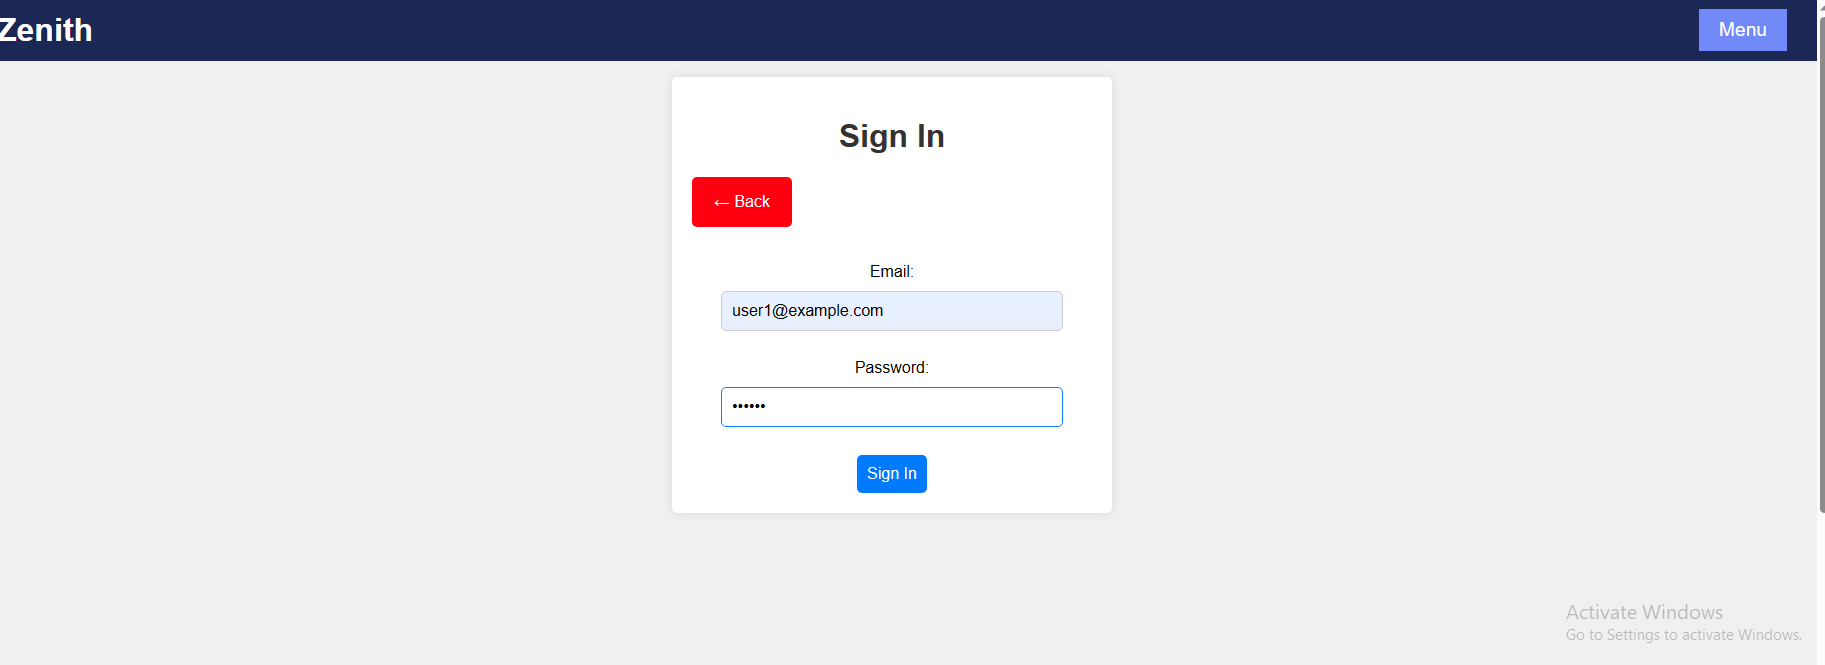 Zenith
Menu
Sign In
← Back
Email:
user1@example.com
Password:
••••••
Sign In
Activate Windows
Go to Settings to activate Windows.